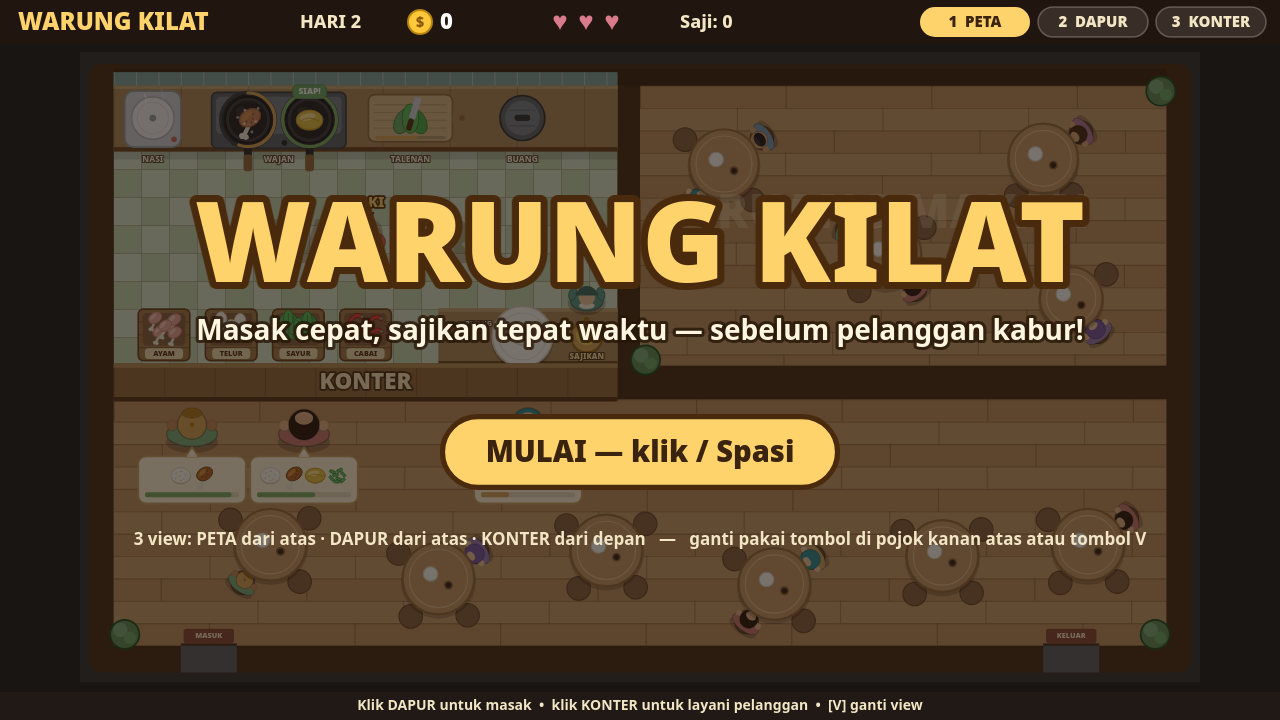 WARUNG KILAT
HARI 2
$ 0
Saji: 0
1 PETA
2 DAPUR
3 KONTER
SIAP!
NASI
WAJAN
TALENAN
BUANG
WARUNG KILAT
Masak cepat, sajikan tepat waktu — sebelum pelanggan kabur!
AYAM
TELUR
SAYUR
CABAI
SAJIKAN
KONTER
MULAI — klik / Spasi
3 view: PETA dari atas · DAPUR dari atas · KONTER dari depan — ganti pakai tombol di pojok kanan atas atau tombol V
MASUK
KELUAR
Klik DAPUR untuk masak • klik KONTER untuk layani pelanggan • [V] ganti view